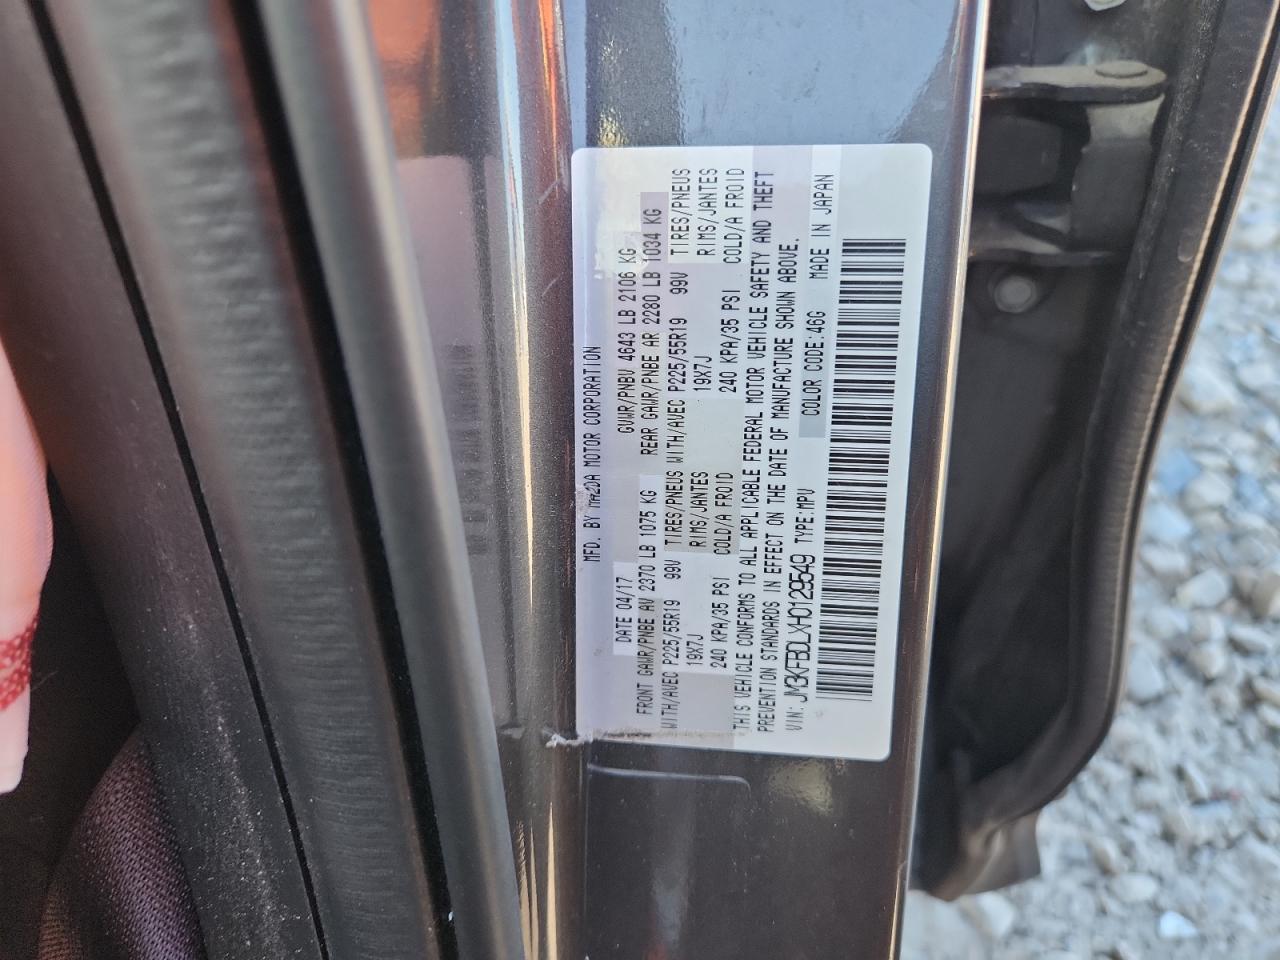 MFD. BY MAZDA MOTOR CORPORATION
DATE 04/17 GVWR/PNBV 4643 LB 2106 KG
FRONT GAWR/PNBE AV 2370 LB 1075 KG REAR GAWR/PNBE AR 2280 LB 1034 KG
WITH/AVEC P225/55R19 99V TIRES/PNEUS WITH/AVEC P225/55R19 99V TIRES/PNEUS
19X7J RIMS/JANTES 19X7J RIMS/JANTES
240 KPA/35 PSI COLD/A FROID 240 KPA/35 PSI COLD/A FROID
THIS VEHICLE CONFORMS TO ALL APPLICABLE FEDERAL MOTOR VEHICLE SAFETY AND THEFT
PREVENTION STANDARDS IN EFFECT ON THE DATE OF MANUFACTURE SHOWN ABOVE.
VIN: JM3KFBDLXH0129549 TYPE:MPV COLOR CODE:46G MADE IN JAPAN